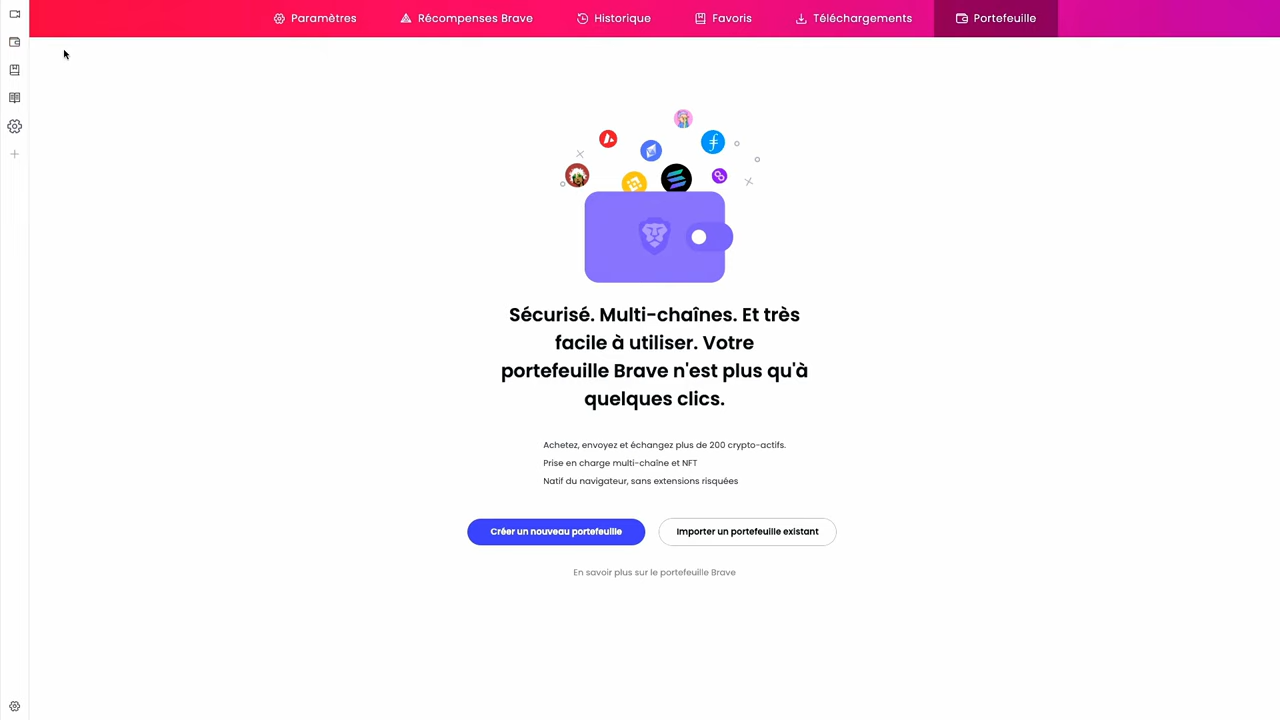 Paramètres
Récompenses Brave
Historique
Favoris
Téléchargements
Portefeuille
Sécurisé. Multi-chaînes. Et très
facile à utiliser. Votre
portefeuille Brave n'est plus qu'à
quelques clics.
Achetez, envoyez et échangez plus de 200 crypto-actifs.
Prise en charge multi-chaîne et NFT
Natif du navigateur, sans extensions risquées
Créer un nouveau portefeuille
Importer un portefeuille existant
En savoir plus sur le portefeuille Brave